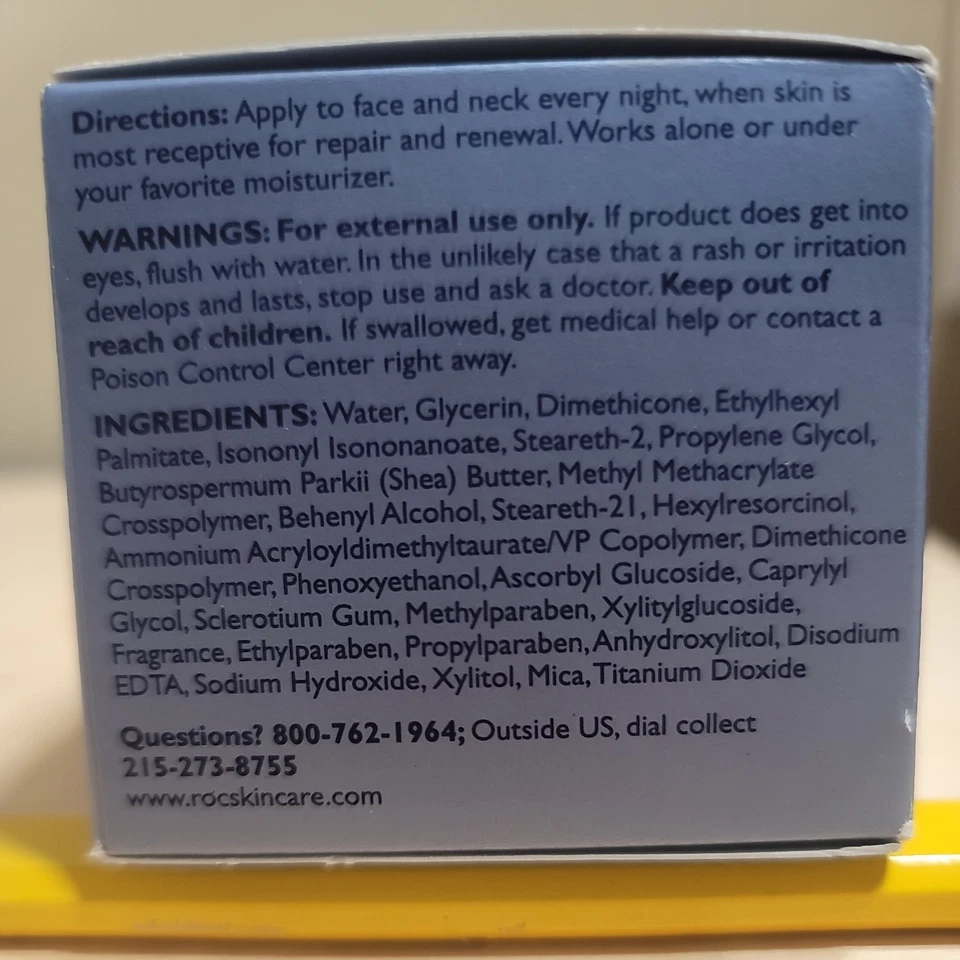 Directions: Apply to face and neck every night, when skin is
most receptive for repair and renewal. Works alone or under
your favorite moisturizer.
WARNINGS: For external use only. If product does get into
eyes, flush with water. In the unlikely case that a rash or irritation
develops and lasts, stop use and ask a doctor. Keep out of
reach of children. If swallowed, get medical help or contact a
Poison Control Center right away.
INGREDIENTS: Water, Glycerin, Dimethicone, Ethylhexyl
Palmitate, Isononyl Isononanoate, Steareth-2, Propylene Glycol,
Butyrospermum Parkii (Shea) Butter, Methyl Methacrylate
Crosspolymer, Behenyl Alcohol, Steareth-21, Hexylresorcinol,
Ammonium Acryloyldimethyltaurate/VP Copolymer, Dimethicone
Crosspolymer, Phenoxyethanol, Ascorbyl Glucoside, Caprylyl
Glycol, Sclerotium Gum, Methylparaben, Xylitylglucoside,
Fragrance, Ethylparaben, Propylparaben, Anhydroxylitol, Disodium
EDTA, Sodium Hydroxide, Xylitol, Mica, Titanium Dioxide
Questions? 800-762-1964; Outside US, dial collect
215-273-8755
www.rocskincare.com